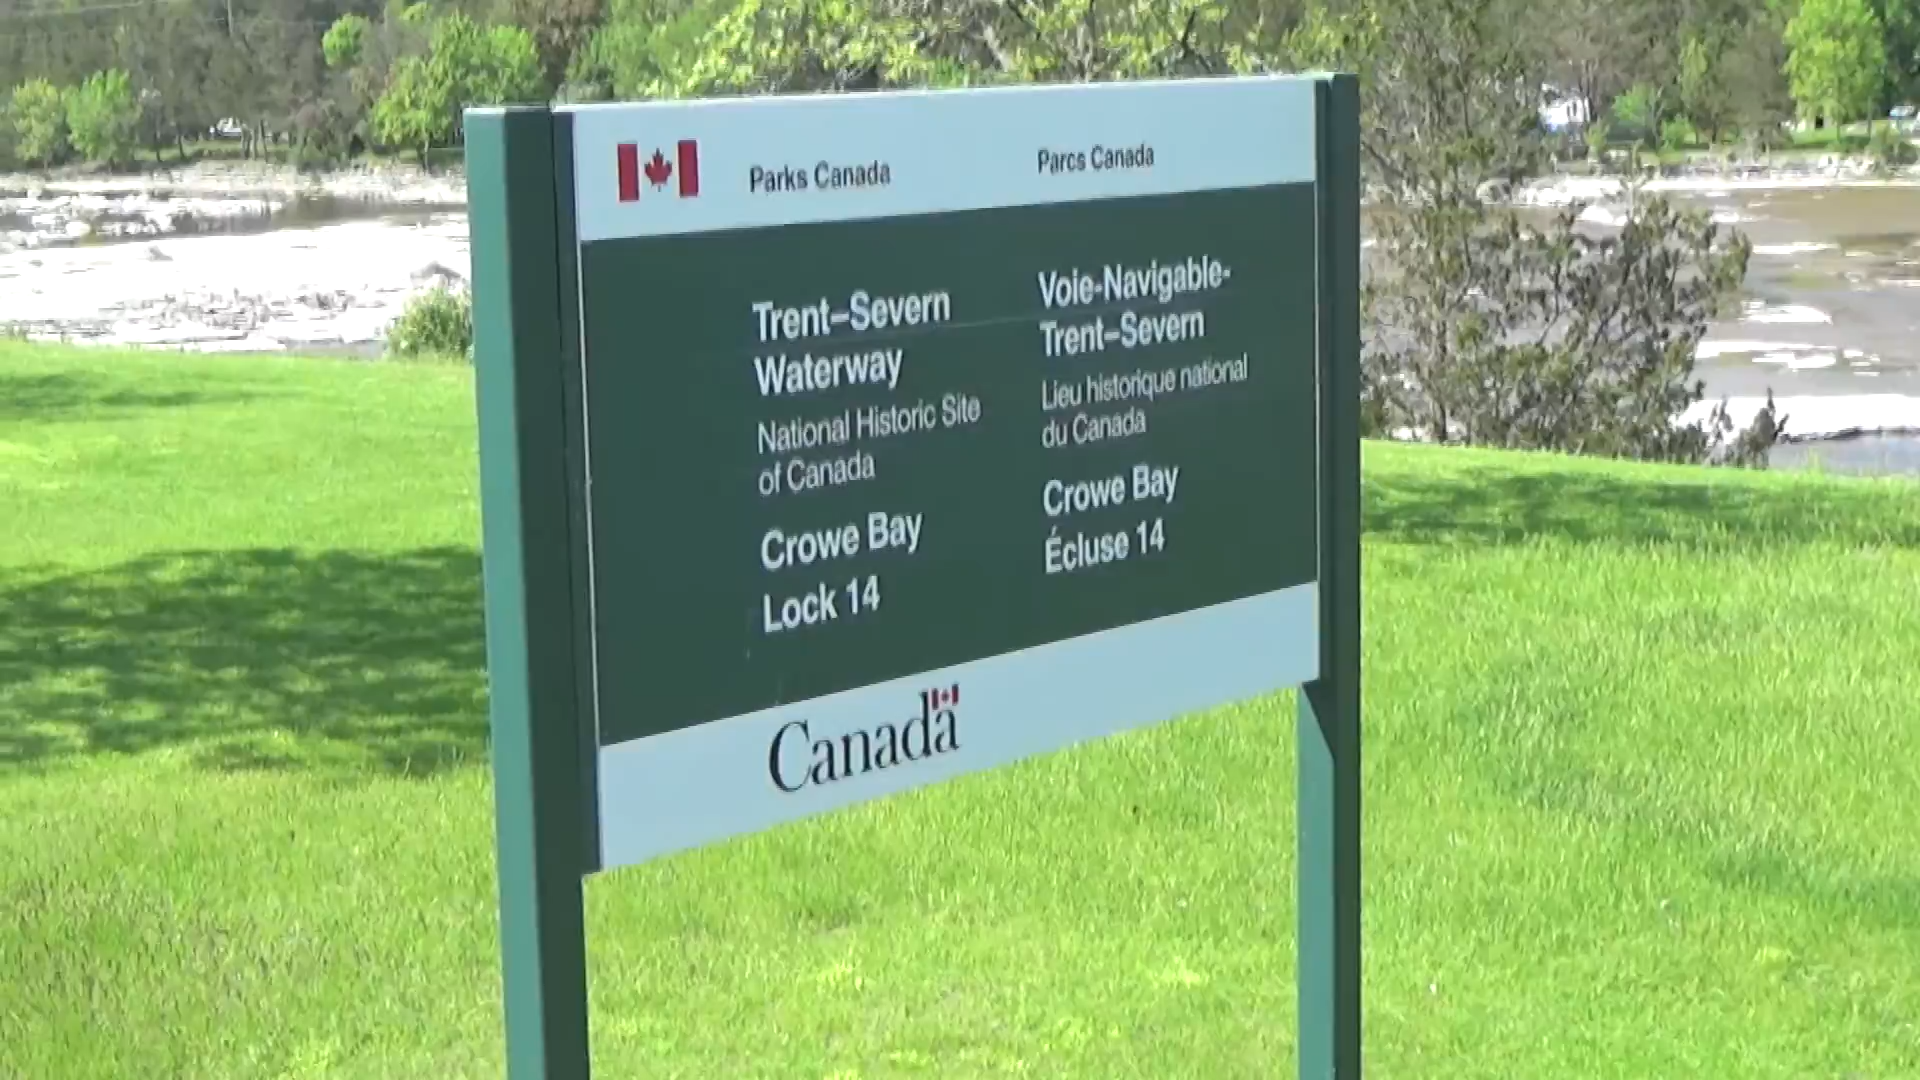 Parks Canada
Parcs Canada
Trent–Severn
Waterway
National Historic Site
of Canada
Crowe Bay
Lock 14
Voie-Navigable-
Trent–Severn
Lieu historique national
du Canada
Crowe Bay
Écluse 14
Canada